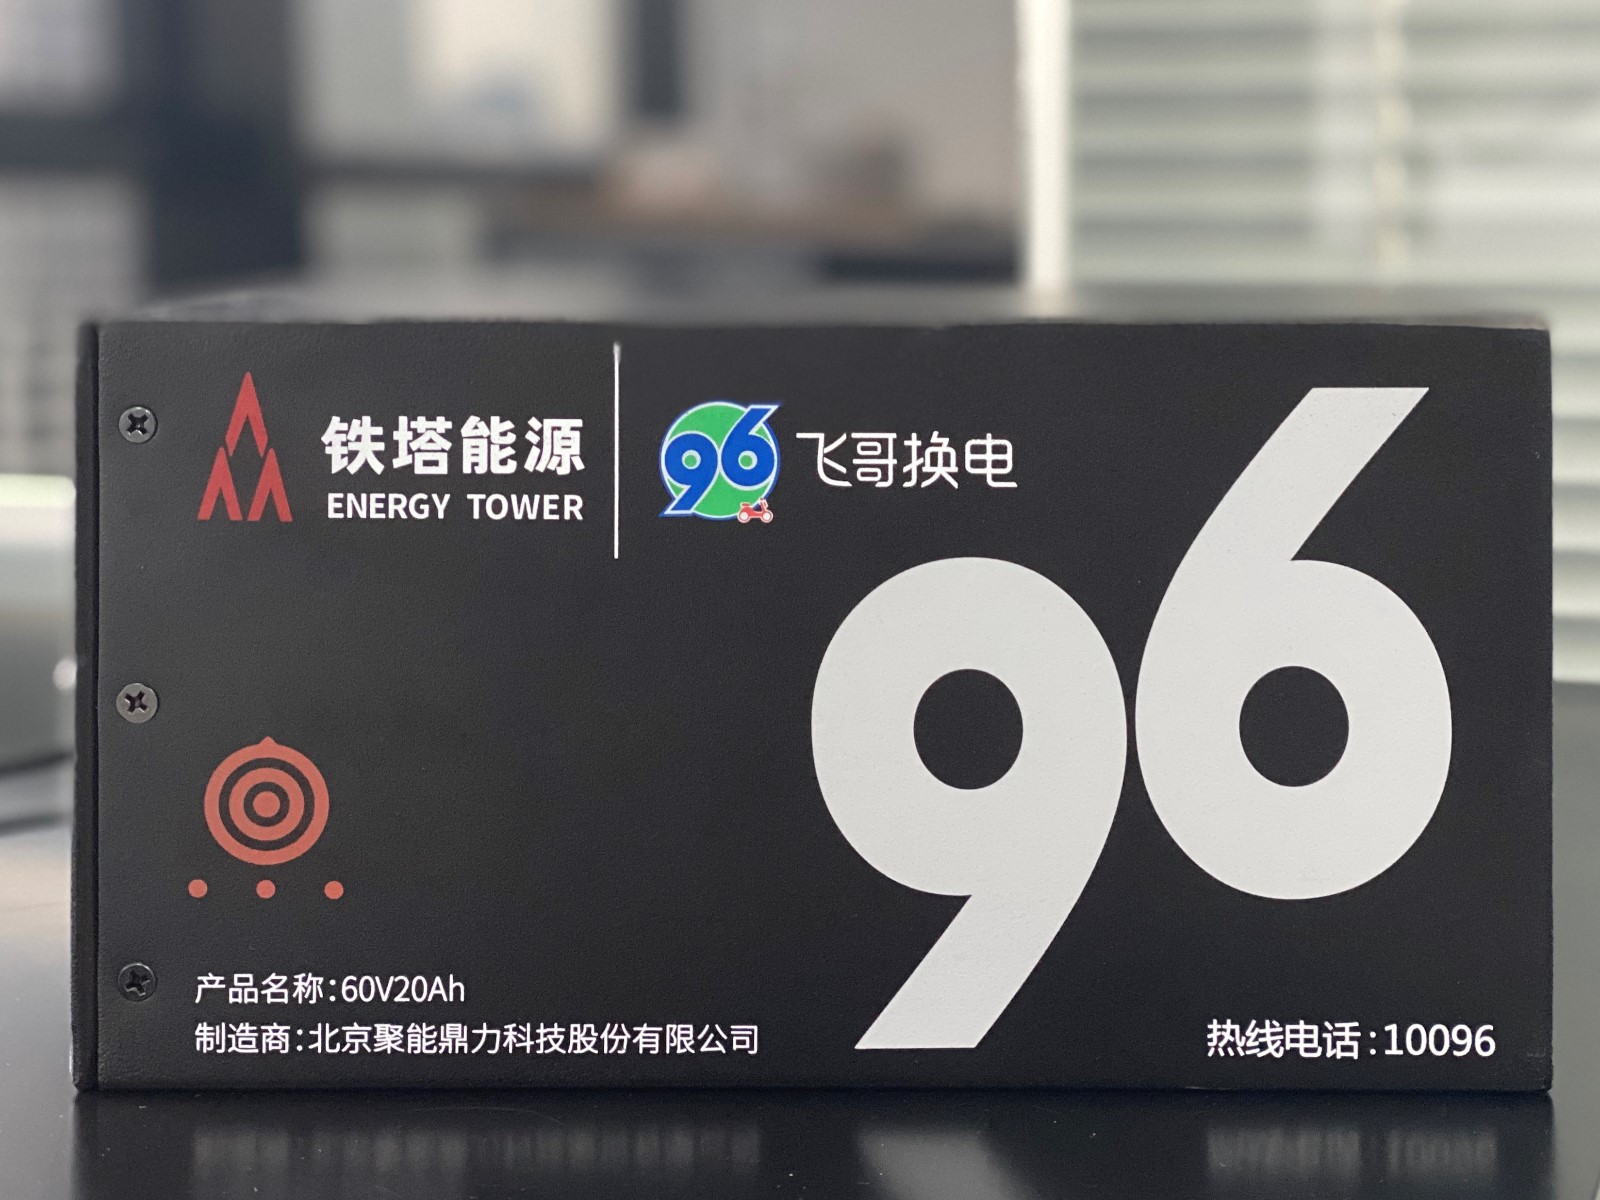 铁塔能源
ENERGY TOWER
96 飞哥换电
96
产品名称:60V20Ah
制造商:北京聚能鼎力科技股份有限公司
热线电话:10096